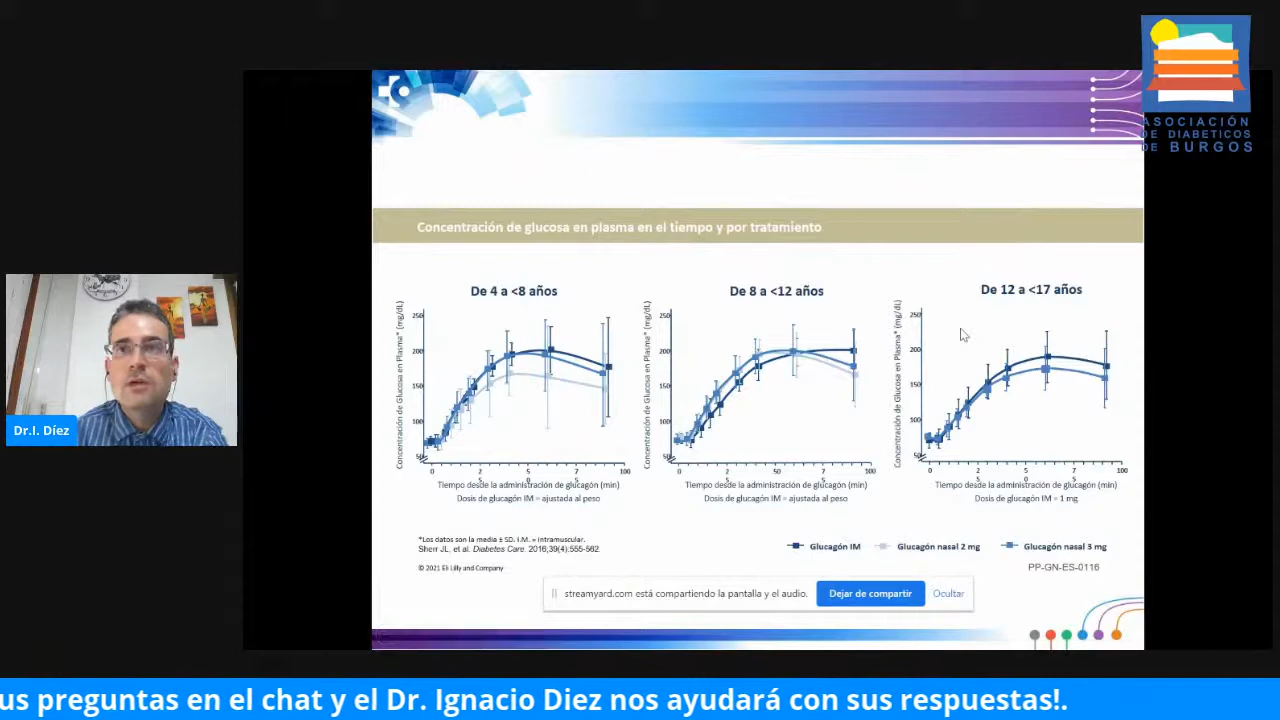 ASOCIACIÓN
DE DIABETICOS
DE BURGOS
Concentración de glucosa en plasma en el tiempo y por tratamiento
De 4 a <8 años
De 8 a <12 años
De 12 a <17 años
Concentración de Glucosa en Plasma* (mg/dL)
250
200
150
100
50
0
2
5
5
0
7
5
100
Tiempo desde la administración de glucagón (min)
Dosis de glucagón IM = ajustada al peso
Concentración de Glucosa en Plasma* (mg/dL)
250
200
150
100
50
0
2
5
50
7
5
100
Tiempo desde la administración de glucagón (min)
Dosis de glucagón IM = ajustada al peso
Concentración de Glucosa en Plasma* (mg/dL)
250
200
150
100
50
0
2
5
5
0
7
5
100
Tiempo desde la administración de glucagón (min)
Dosis de glucagón IM = 1 mg
*Los datos son la media ± SD. I.M. = intramuscular.
Sherr JL, et al. Diabetes Care. 2016;39(4):555-562
Glucagón IM
Glucagón nasal 2 mg
Glucagón nasal 3 mg
© 2021 Eli Lilly and Company
PP-GN-ES-0116
streamyard.com está compartiendo la pantalla y el audio.
Dejar de compartir
Ocultar
Dr.I. Díez
us preguntas en el chat y el Dr. Ignacio Diez nos ayudará con sus respuestas!.